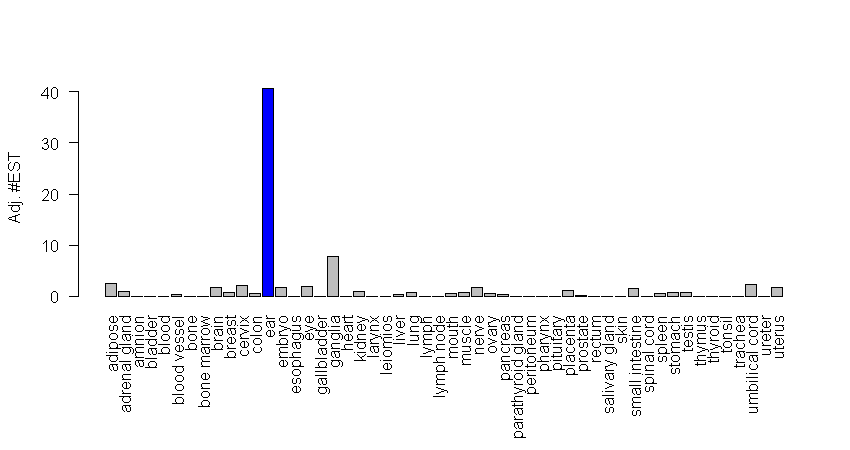 Adj. #EST
40
30
20
10
0
adipose
adrenal gland
amnion
bladder
blood
blood vessel
bone
bone marrow
brain
breast
cervix
colon
ear
embryo
esophagus
eye
gallbladder
ganglia
heart
kidney
larynx
leiomios
liver
lung
lymph
lymph node
mouth
muscle
nerve
ovary
pancreas
parathyroid gland
peritoneum
pharynx
pituitary
placenta
prostate
rectum
salivary gland
skin
small intestine
spinal cord
spleen
stomach
testis
thymus
thyroid
tonsil
trachea
umbilical cord
ureter
uterus